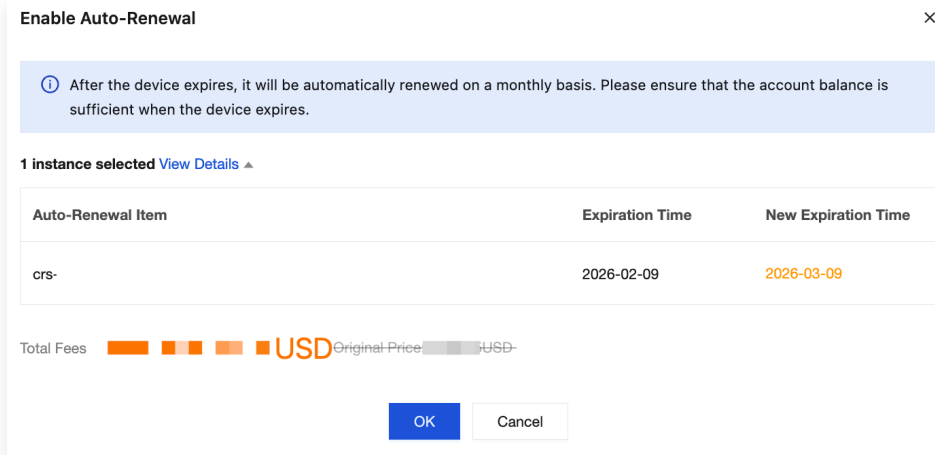 Enable Auto-Renewal
After the device expires, it will be automatically renewed on a monthly basis. Please ensure that the account balance is
sufficient when the device expires.
1 instance selected View Details
Auto-Renewal Item Expiration Time New Expiration Time
crs- 2026-02-09 2026-03-09
Total Fees USD Original Price USD
OK Cancel